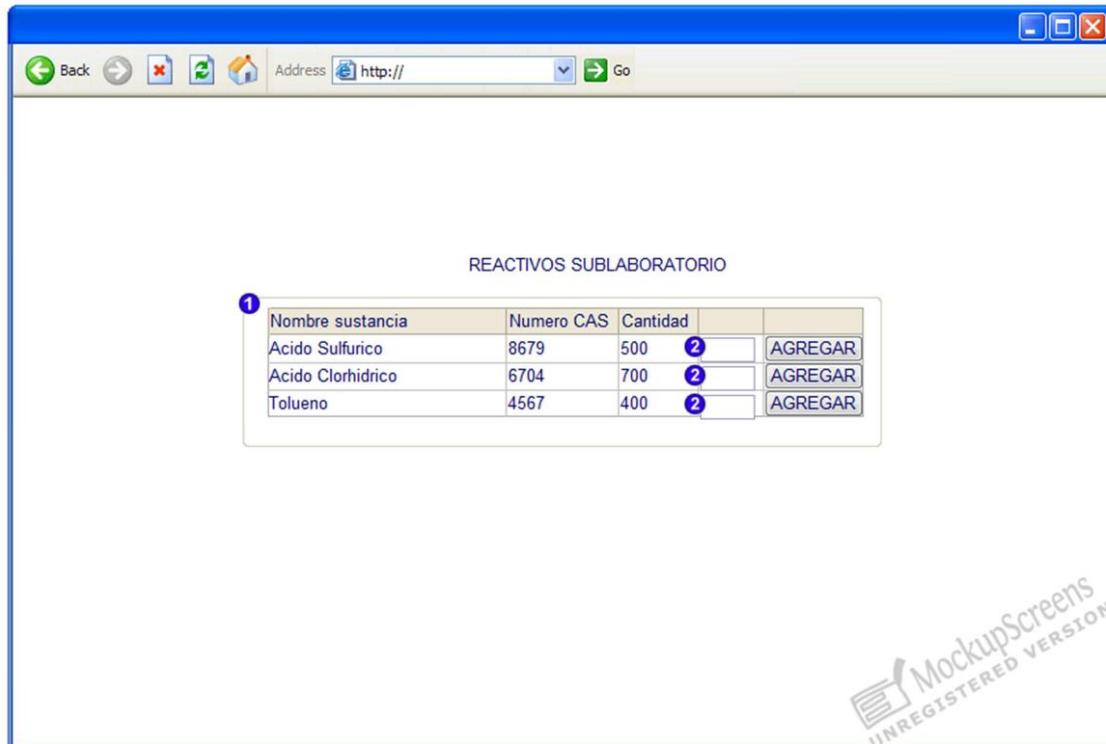 Back Address http:// Go
REACTIVOS SUBLABORATORIO
1
Nombre sustancia Numero CAS Cantidad
Acido Sulfurico 8679 500 2 AGREGAR
Acido Clorhidrico 6704 700 2 AGREGAR
Tolueno 4567 400 2 AGREGAR
MockupScreens
UNREGISTERED VERSION